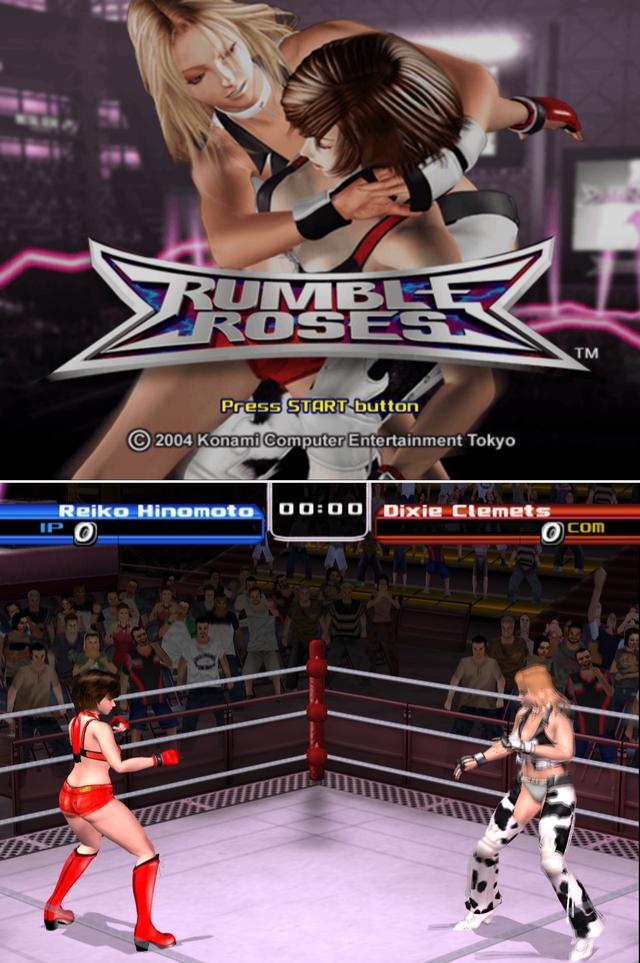 RUMBLE
ROSES
TM
Press START button
© 2004 Konami Computer Entertainment Tokyo
Reiko Hinomoto
00:00
Dixie Clemets
1P 0
0 COM